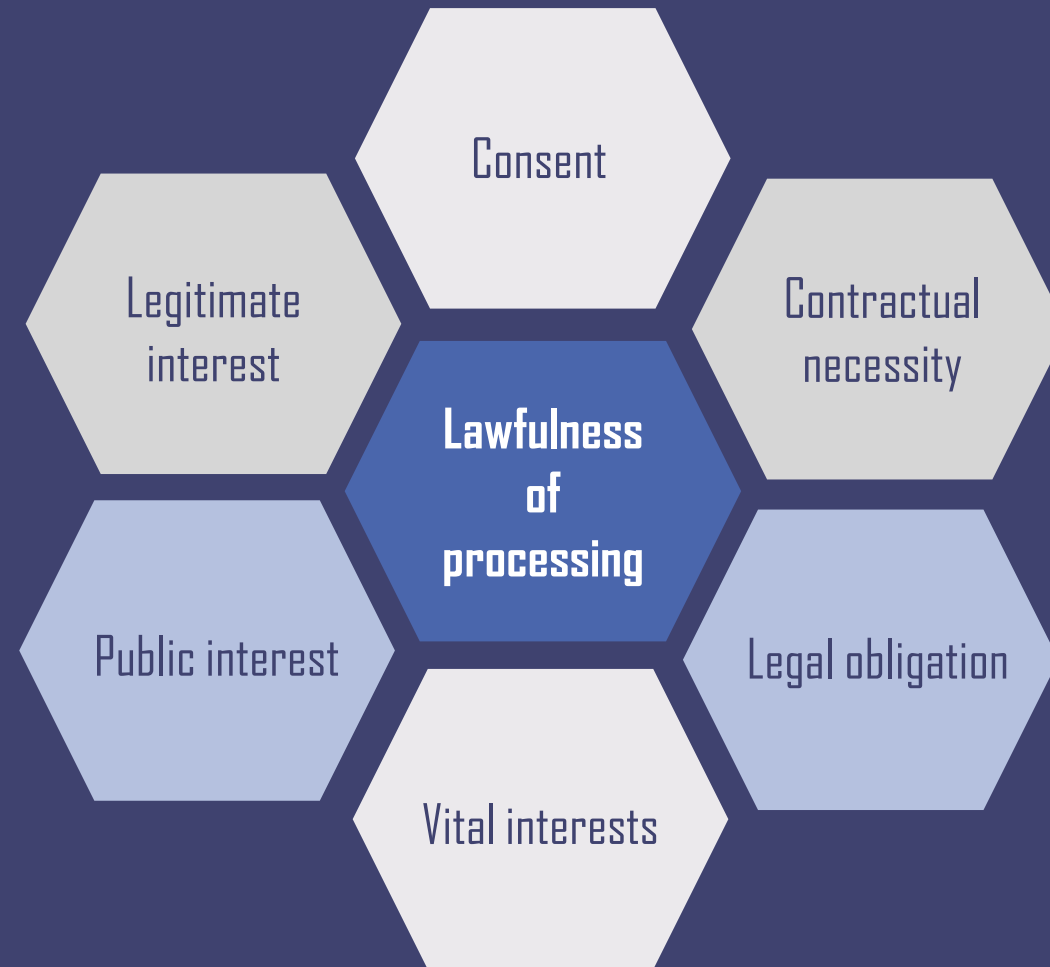 Consent
Legitimate
interest
Contractual
necessity
Lawfulness
of
processing
Public interest
Legal obligation
Vital interests